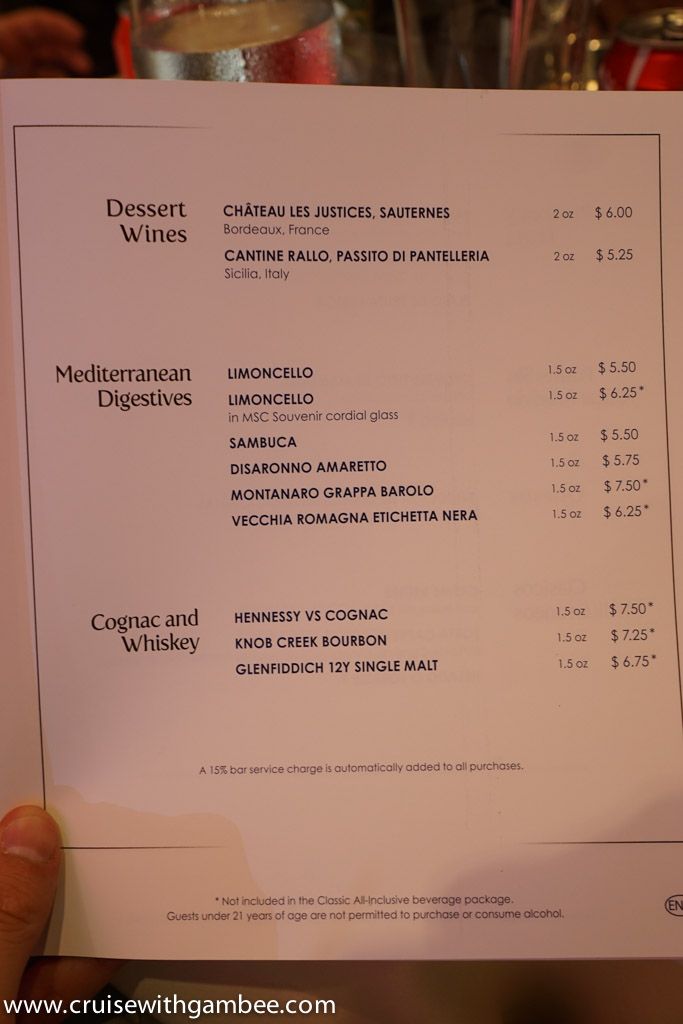 Dessert
Wines
CHÂTEAU LES JUSTICES, SAUTERNES 2 oz $ 6.00
Bordeaux, France
CANTINE RALLO, PASSITO DI PANTELLERIA 2 oz $ 5.25
Sicilia, Italy
Mediterranean
Digestives
LIMONCELLO 1.5 oz $ 5.50
LIMONCELLO 1.5 oz $ 6.25*
in MSC Souvenir cordial glass
SAMBUCA 1.5 oz $ 5.50
DISARONNO AMARETTO 1.5 oz $ 5.75
MONTANARO GRAPPA BAROLO 1.5 oz $ 7.50*
VECCHIA ROMAGNA ETICHETTA NERA 1.5 oz $ 6.25*
Cognac and
Whiskey
HENNESSY VS COGNAC 1.5 oz $ 7.50*
KNOB CREEK BOURBON 1.5 oz $ 7.25*
GLENFIDDICH 12Y SINGLE MALT 1.5 oz $ 6.75*
A 15% bar service charge is automatically added to all purchases.
* Not included in the Classic All-Inclusive beverage package.
Guests under 21 years of age are not permitted to purchase or consume alcohol.
EN
www.cruisewithgambee.com